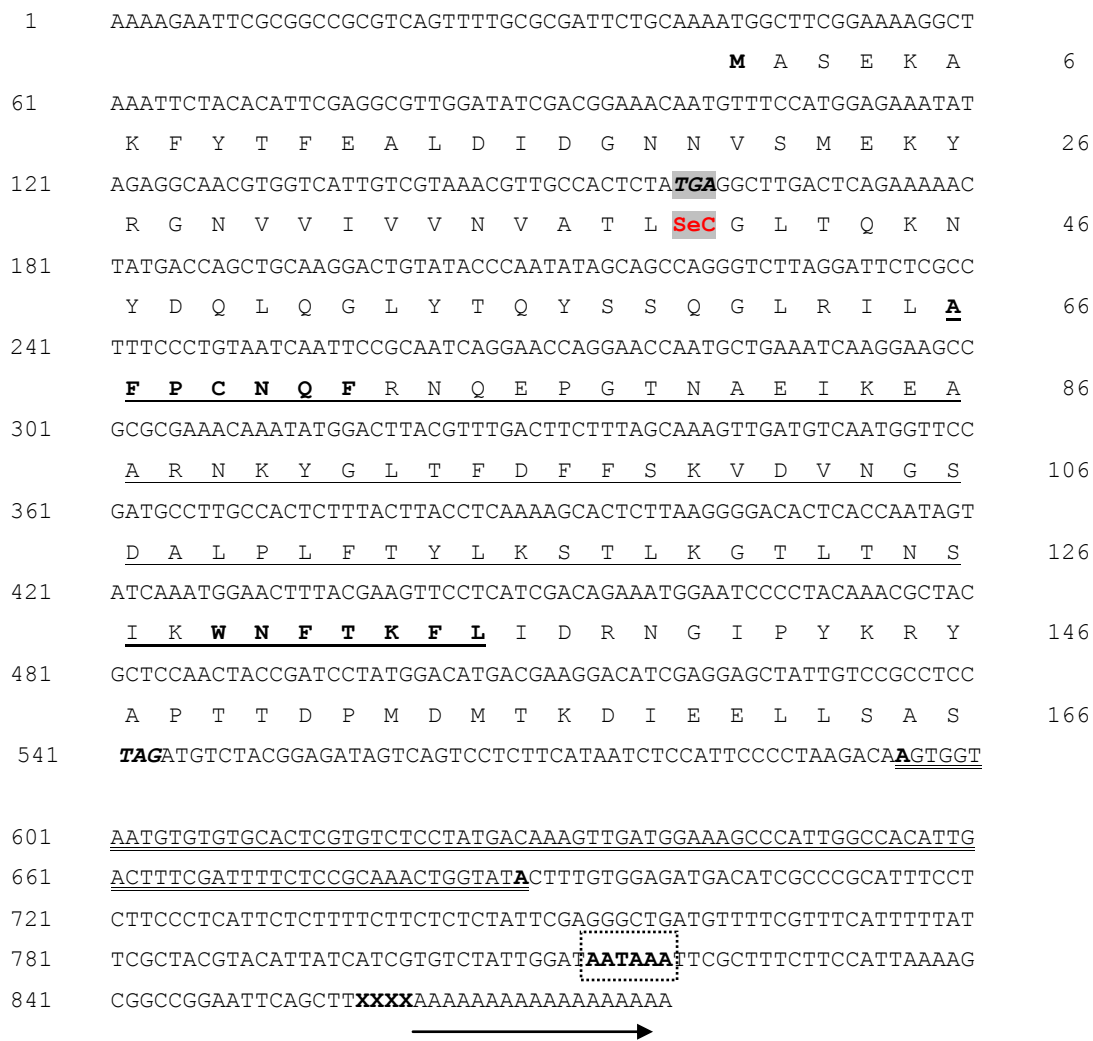 1 AAAAGAATTCGCGGCCGCGTCAGTTTTGCGCGATTCTGCAAAATGGCTTCGGAAAAGGCT
M A S E K A 6
61 AAATTCTACACATTCGAGGCGTTGGATATCGACGGAAACAATGTTTCCATGGAGAAATAT
K F Y T F E A L D I D G N N V S M E K Y 26
121 AGAGGCAACGTGGTCATTGTCGTAAACGTTGCCACTCTATGAGGCTTGACTCAGAAAAAC
R G N V V I V V N V A T L SeC G L T Q K N 46
181 TATGACCAGCTGCAAGGACTGTATACCCAATATAGCAGCCAGGGTCTTAGGATTCTCGCC
Y D Q L Q G L Y T Q Y S S Q G L R I L A 66
241 TTTCCCTGTAATCAATTCCGCAATCAGGAACCAGGAACCAATGCTGAAATCAAGGAAGCC
F P C N Q F R N Q E P G T N A E I K E A 86
301 GCGCGAAACAAATATGGACTTACGTTTGACTTCTTTAGCAAAGTTGATGTCAATGGTTCC
A R N K Y G L T F D F F S K V D V N G S 106
361 GATGCCTTGCCACTCTTTACTTACCTCAAAAGCACTCTTAAGGGGACACTCACCAATAGT
D A L P L F T Y L K S T L K G T L T N S 126
421 ATCAAATGGAACTTTACGAAGTTCCTCATCGACAGAAATGGAATCCCCTACAAACGCTAC
I K W N F T K F L I D R N G I P Y K R Y 146
481 GCTCCAACTACCGATCCTATGGACATGACGAAGGACATCGAGGAGCTATTGTCCGCCTCC
A P T T D P M D M T K D I E E L L S A S 166
541 TAGATGTCTACGGAGATAGTCAGTCCTCTTCATAATCTCCATTCCCCTAAGACAAGTGGT
601 AATGTGTGTGCACTCGTGTCTCCTATGACAAAGTTGATGGAAAGCCCATTGGCCACATTG
661 ACTTTCGATTTTCTCCGCAAACTGGTATACTTTGTGGAGATGACATCGCCCGCATTTCCT
721 CTTCCCTCATTCTCTTTTCTTCTCTCTATTCGAGGGCTGATGTTTTCGTTTCATTTTTAT
781 TCGCTACGTACATTATCATCGTGTCTATTGGATAATAAATTCGCTTTCTTCCATTAAAAG
841 CGGCCGGAATTCAGCTTXXXXAAAAAAAAAAAAAAAAAA